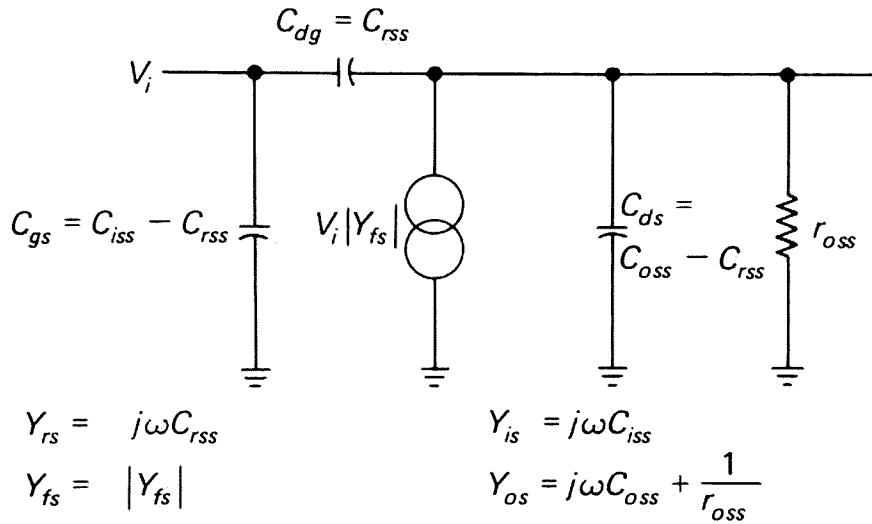 C_dg = C_rss
V_i
C_gs = C_iss − C_rss
V_i|Y_fs|
C_ds =
C_oss − C_rss
r_oss
Y_rs = jωC_rss
Y_is = jωC_iss
Y_fs = |Y_fs|
Y_os = jωC_oss + 1/r_oss